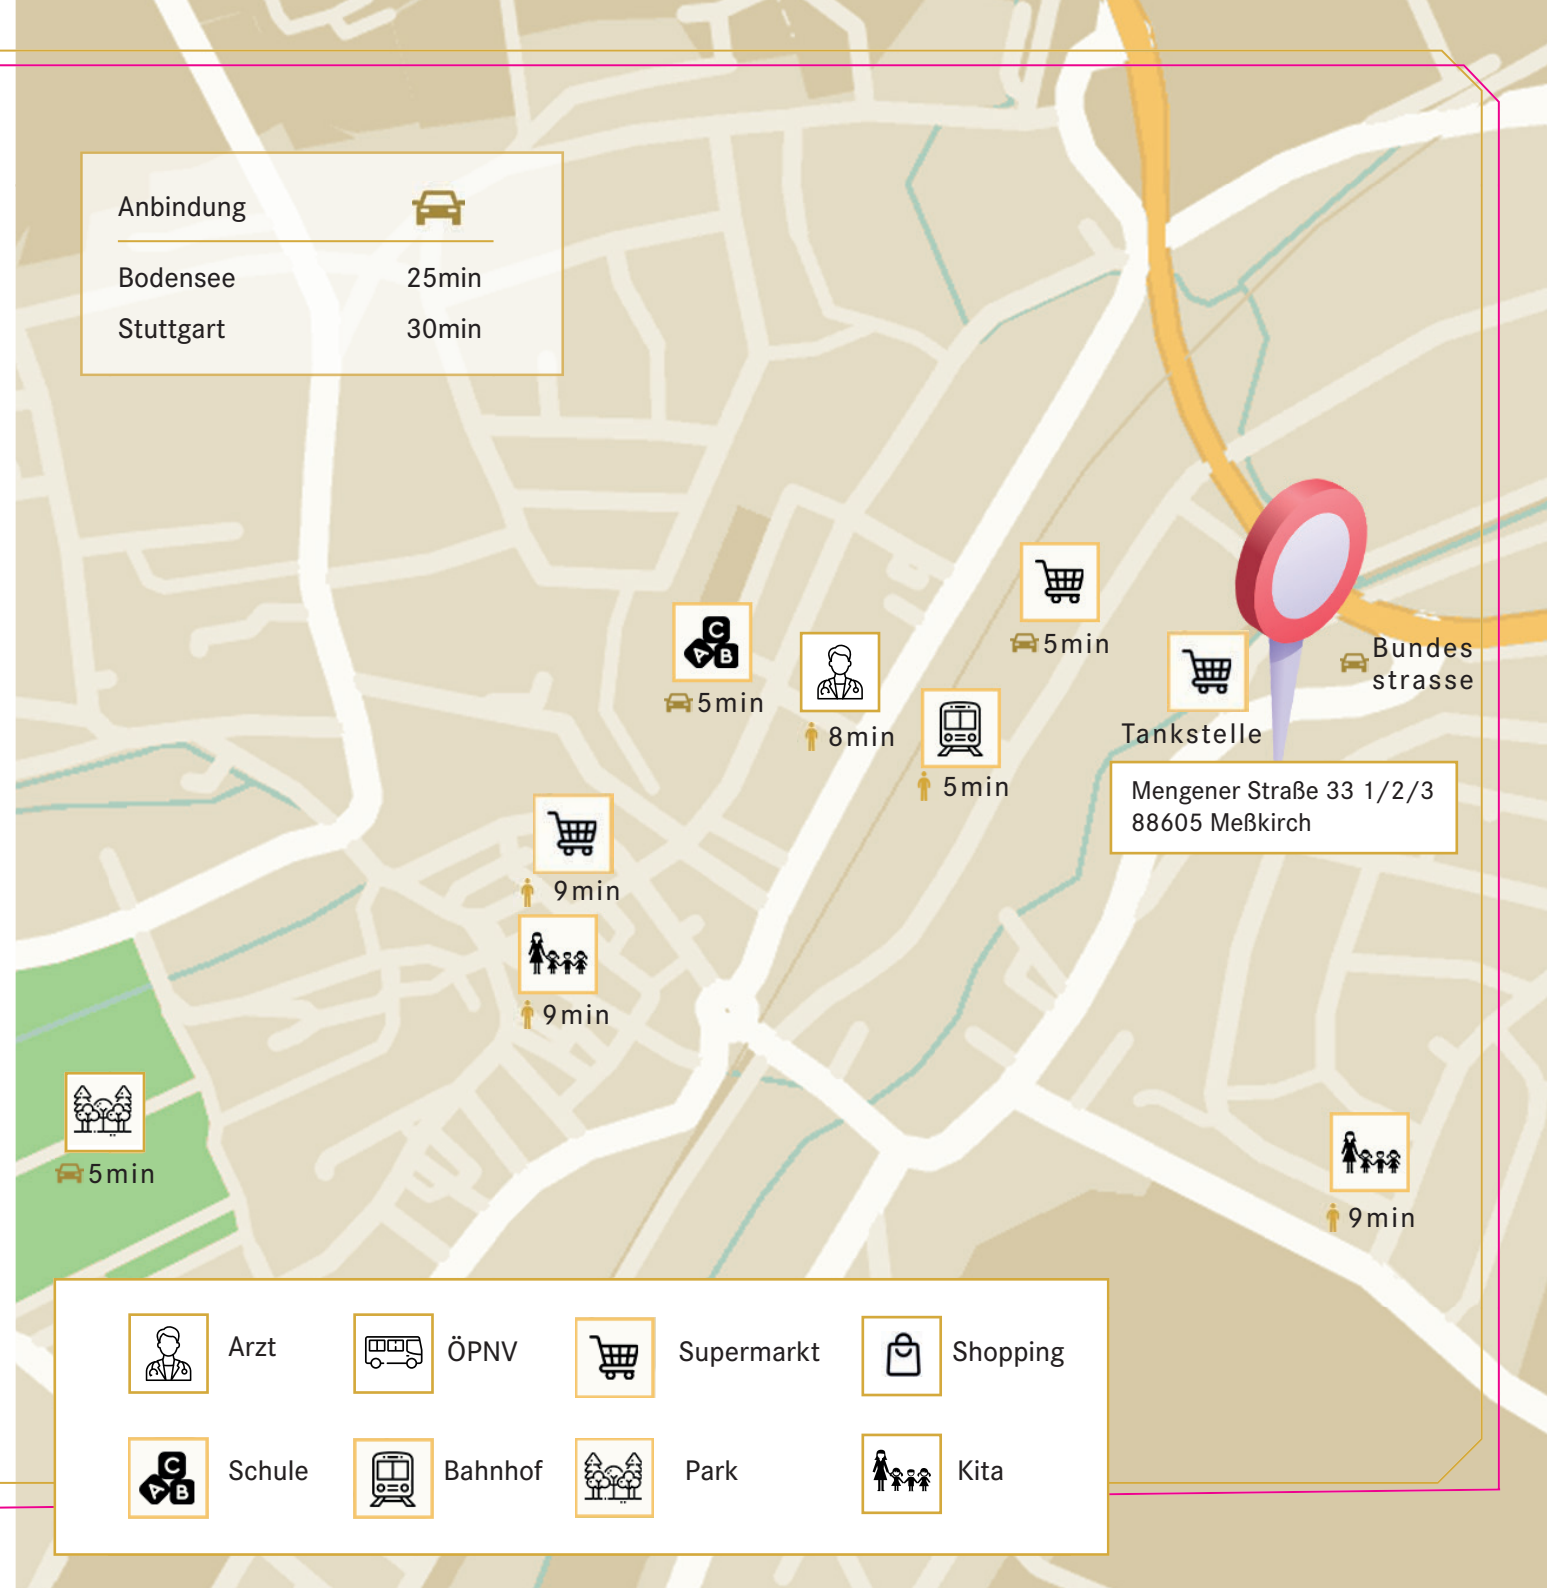 Anbindung
Bodensee 25min
Stuttgart 30min
5min
5min
8min
5min
Tankstelle
Bundes
strasse
Mengener Straße 33 1/2/3
88605 Meßkirch
9min
9min
5min
9min
Arzt
ÖPNV
Supermarkt
Shopping
C
A B
Schule
Bahnhof
Park
Kita
C
A B